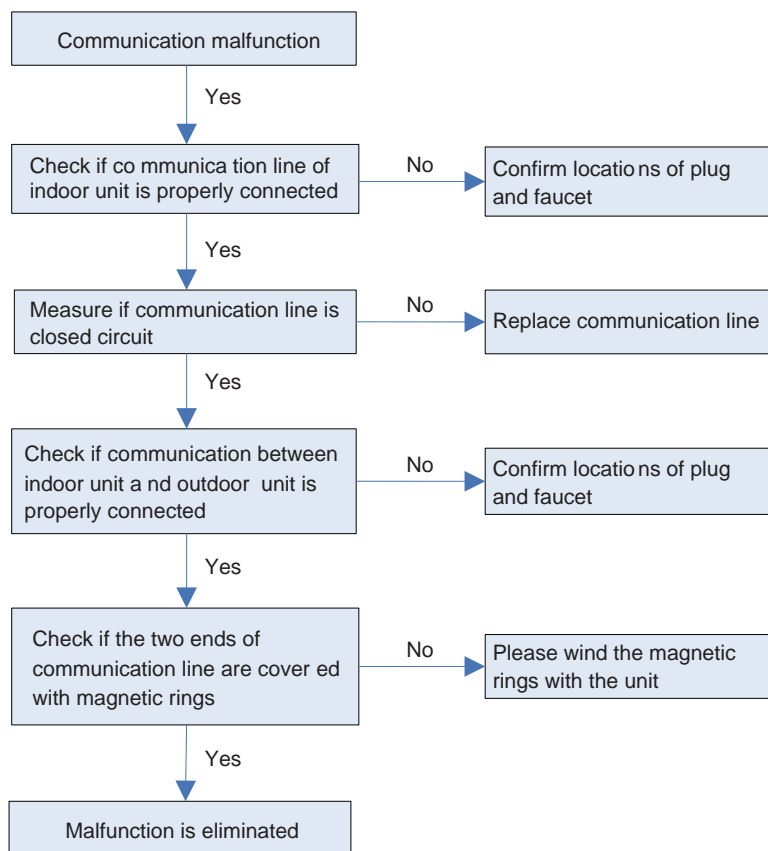 Communication malfunction
Yes
Check if co mmunica tion line of
indoor unit is properly connected
No
Confirm locatio ns of plug
and faucet
Yes
Measure if communication line is
closed circuit
No
Replace communication line
Yes
Check if communication between
indoor unit a nd outdoor unit is
properly connected
No
Confirm locatio ns of plug
and faucet
Yes
Check if the two ends of
communication line are cover ed
with magnetic rings
No
Please wind the magnetic
rings with the unit
Yes
Malfunction is eliminated